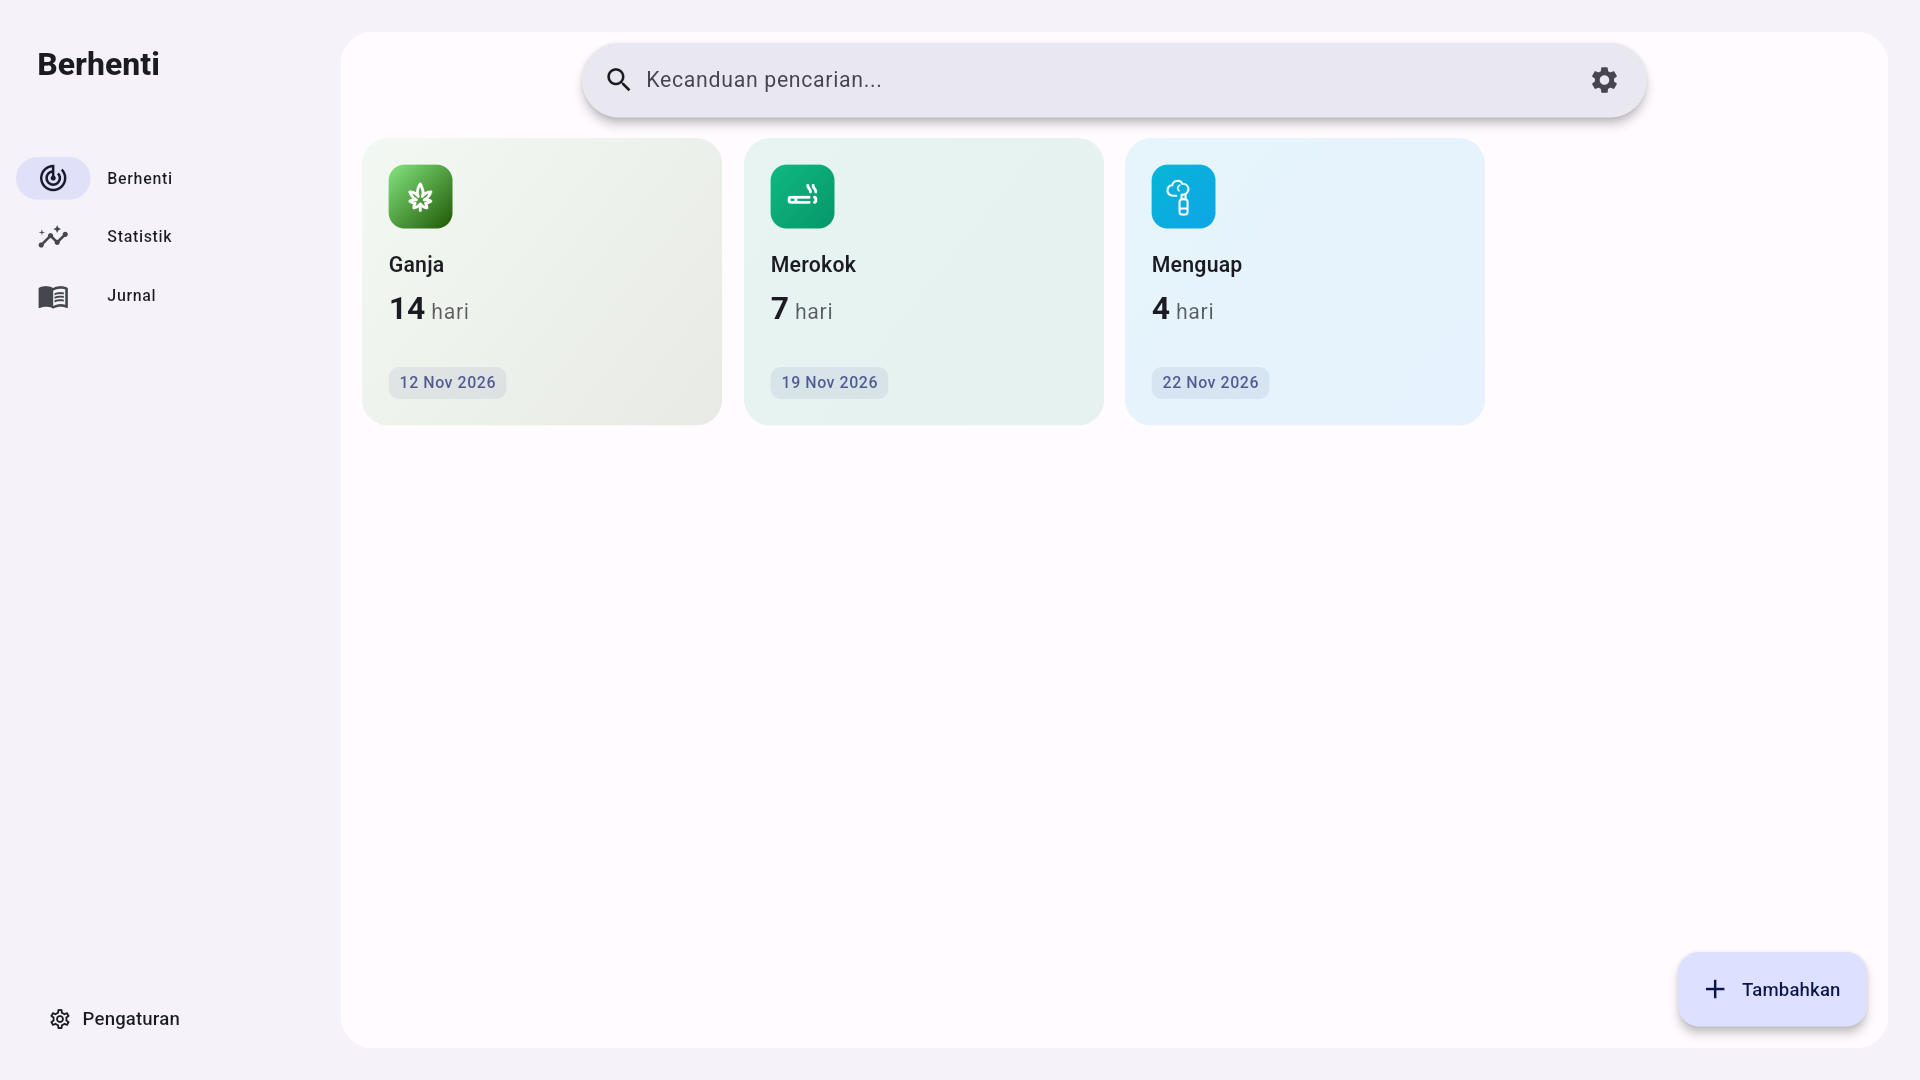 Berhenti
Berhenti
Statistik
Jurnal
Pengaturan
Kecanduan pencarian...
Ganja
14 hari
12 Nov 2026
Merokok
7 hari
19 Nov 2026
Menguap
4 hari
22 Nov 2026
Tambahkan